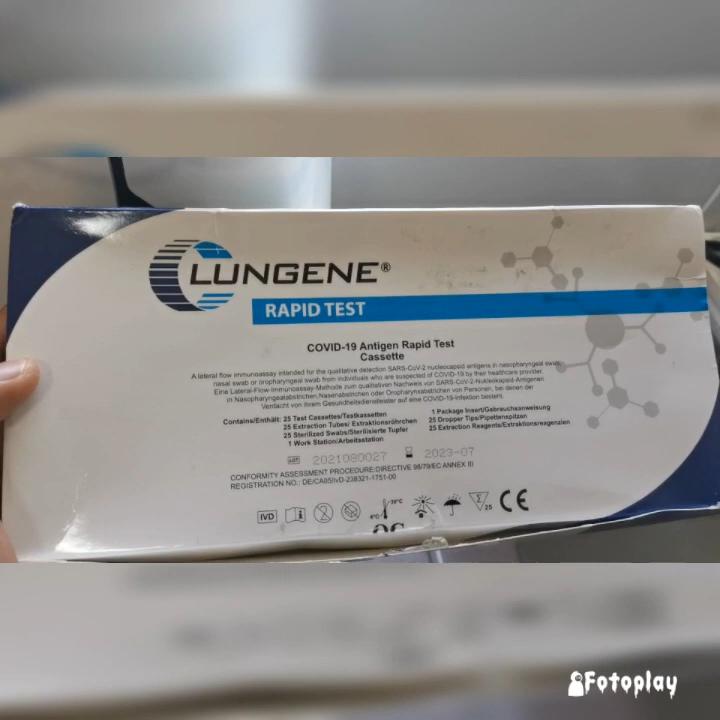 CLUNGENE®
RAPID TEST
COVID-19 Antigen Rapid Test
Cassette
A lateral flow immunoassay intended for the qualitative detection SARS-CoV-2 nucleocapsid antigens in nasopharyngeal swab,
nasal swab or oropharyngeal swab from individuals who are suspected of COVID-19 by their healthcare provider.
Eine Lateral-Flow-Immunoassay-Methode zum qualitativen Nachweis von SARS-CoV-2-Nukleokapsid-Antigenen
in Nasopharyngealabstrichen, Nasenabstrichen oder Oropharynxabstrichen von Personen, bei denen der
Verdacht von ihrem Gesundheitsdienstleister auf eine COVID-19-Infektion besteht.
Contains/Enthält: 25 Test Cassettes/Testkassetten 1 Package Insert/Gebrauchsanweisung
25 Extraction Tubes/ Extraktionsröhrchen 25 Dropper Tips/Pipettenspitzen
25 Sterilized Swabs/Sterilisierte Tupfer 25 Extraction Reagents/Extraktionsreagenzien
1 Work Station/Arbeitsstation
LOT 2021080027 2023-07
CONFORMITY ASSESSMENT PROCEDURE:DIRECTIVE 98/79/EC ANNEX III
REGISTRATION NO.: DE/CA05/IvD-238321-1751-00
IVD i 2 4°C 30°C Σ 25 CE
Fotoplay